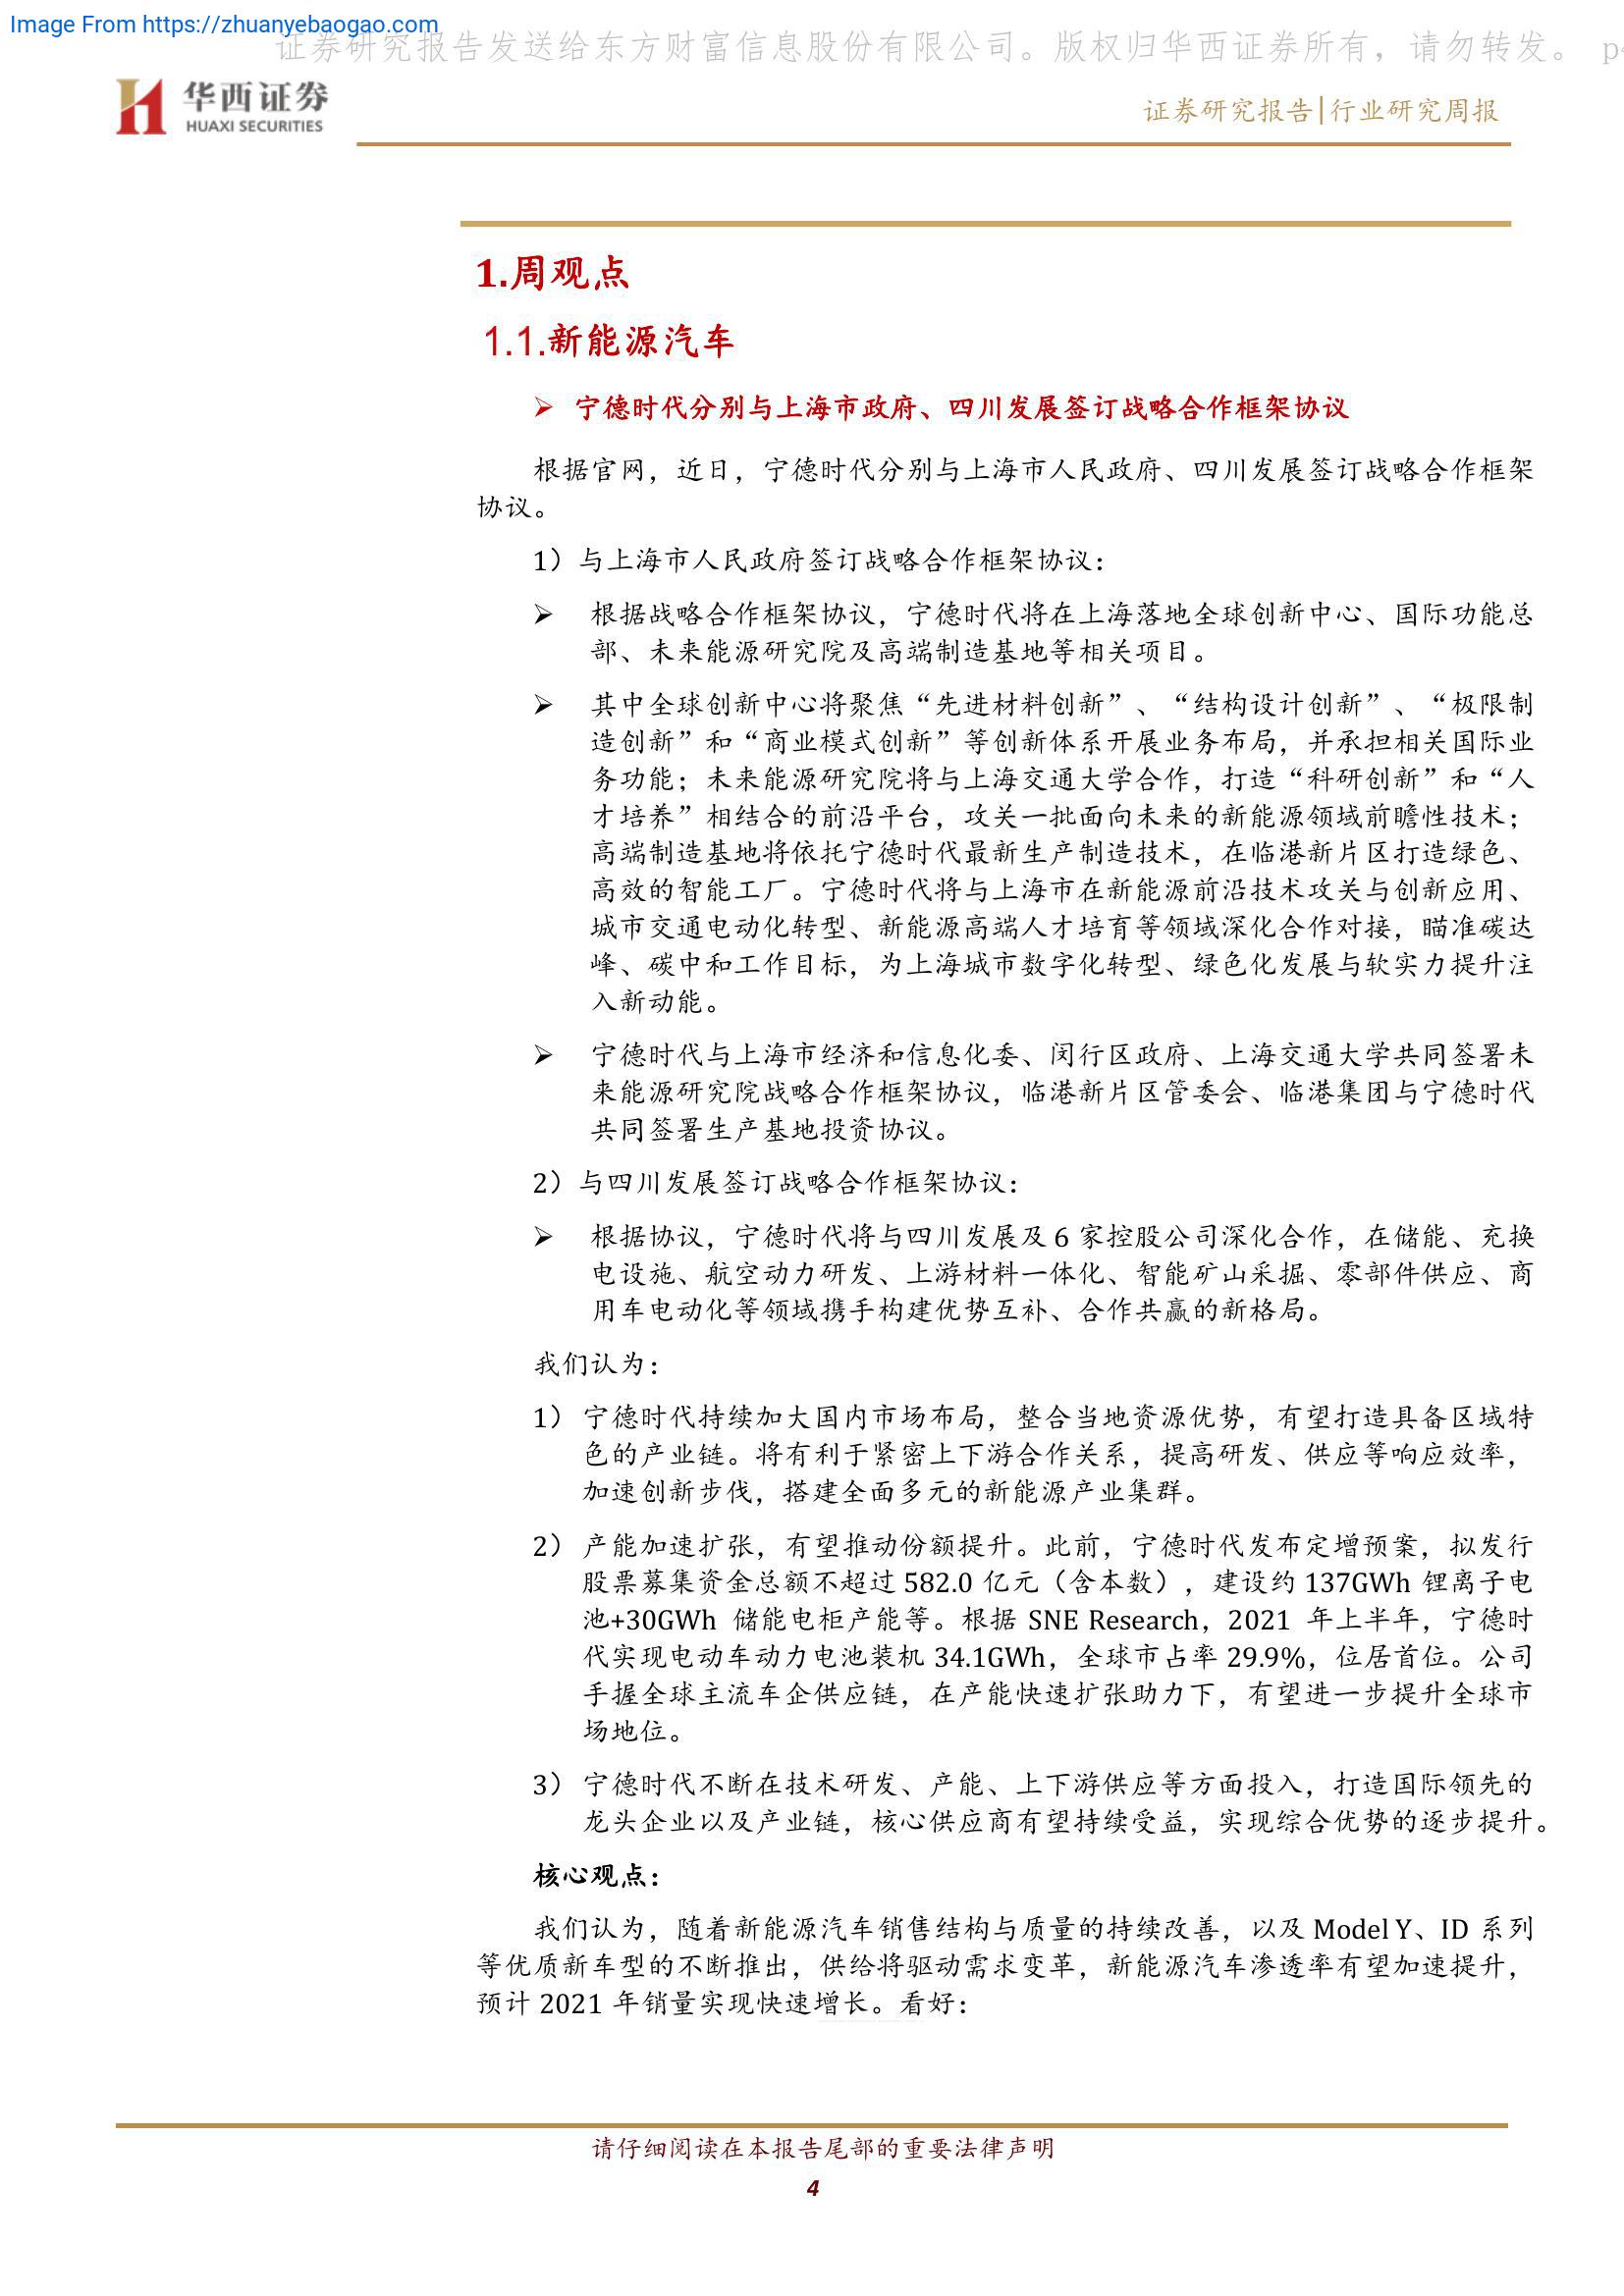 Image From https://zhuanyebaogao.com
证券研究报告发送给东方财富信息股份有限公司。版权归华西证券所有，请勿转发。 p
华西证券
HUAXI SECURITIES
证券研究报告|行业研究周报
1.周观点
1.1.新能源汽车
➢ 宁德时代分别与上海市政府、四川发展签订战略合作框架协议
根据官网，近日，宁德时代分别与上海市人民政府、四川发展签订战略合作框架
协议。
1）与上海市人民政府签订战略合作框架协议：
➢ 根据战略合作框架协议，宁德时代将在上海落地全球创新中心、国际功能总
部、未来能源研究院及高端制造基地等相关项目。
➢ 其中全球创新中心将聚焦“先进材料创新”、“结构设计创新”、“极限制
造创新”和“商业模式创新”等创新体系开展业务布局，并承担相关国际业
务功能；未来能源研究院将与上海交通大学合作，打造“科研创新”和“人
才培养”相结合的前沿平台，攻关一批面向未来的新能源领域前瞻性技术；
高端制造基地将依托宁德时代最新生产制造技术，在临港新片区打造绿色、
高效的智能工厂。宁德时代将与上海市在新能源前沿技术攻关与创新应用、
城市交通电动化转型、新能源高端人才培育等领域深化合作对接，瞄准碳达
峰、碳中和工作目标，为上海城市数字化转型、绿色化发展与软实力提升注
入新动能。
➢ 宁德时代与上海市经济和信息化委、闵行区政府、上海交通大学共同签署未
来能源研究院战略合作框架协议，临港新片区管委会、临港集团与宁德时代
共同签署生产基地投资协议。
2）与四川发展签订战略合作框架协议：
➢ 根据协议，宁德时代将与四川发展及 6 家控股公司深化合作，在储能、充换
电设施、航空动力研发、上游材料一体化、智能矿山采掘、零部件供应、商
用车电动化等领域携手构建优势互补、合作共赢的新格局。
我们认为：
1） 宁德时代持续加大国内市场布局，整合当地资源优势，有望打造具备区域特
色的产业链。将有利于紧密上下游合作关系，提高研发、供应等响应效率，
加速创新步伐，搭建全面多元的新能源产业集群。
2） 产能加速扩张，有望推动份额提升。此前，宁德时代发布定增预案，拟发行
股票募集资金总额不超过 582.0 亿元（含本数），建设约 137GWh 锂离子电
池+30GWh 储能电柜产能等。根据 SNE Research，2021 年上半年，宁德时
代实现电动车动力电池装机 34.1GWh，全球市占率 29.9%，位居首位。公司
手握全球主流车企供应链，在产能快速扩张助力下，有望进一步提升全球市
场地位。
3） 宁德时代不断在技术研发、产能、上下游供应等方面投入，打造国际领先的
龙头企业以及产业链，核心供应商有望持续受益，实现综合优势的逐步提升。
核心观点：
我们认为，随着新能源汽车销售结构与质量的持续改善，以及 Model Y、ID 系列
等优质新车型的不断推出，供给将驱动需求变革，新能源汽车渗透率有望加速提升，
预计 2021 年销量实现快速增长。看好：
请仔细阅读在本报告尾部的重要法律声明
4